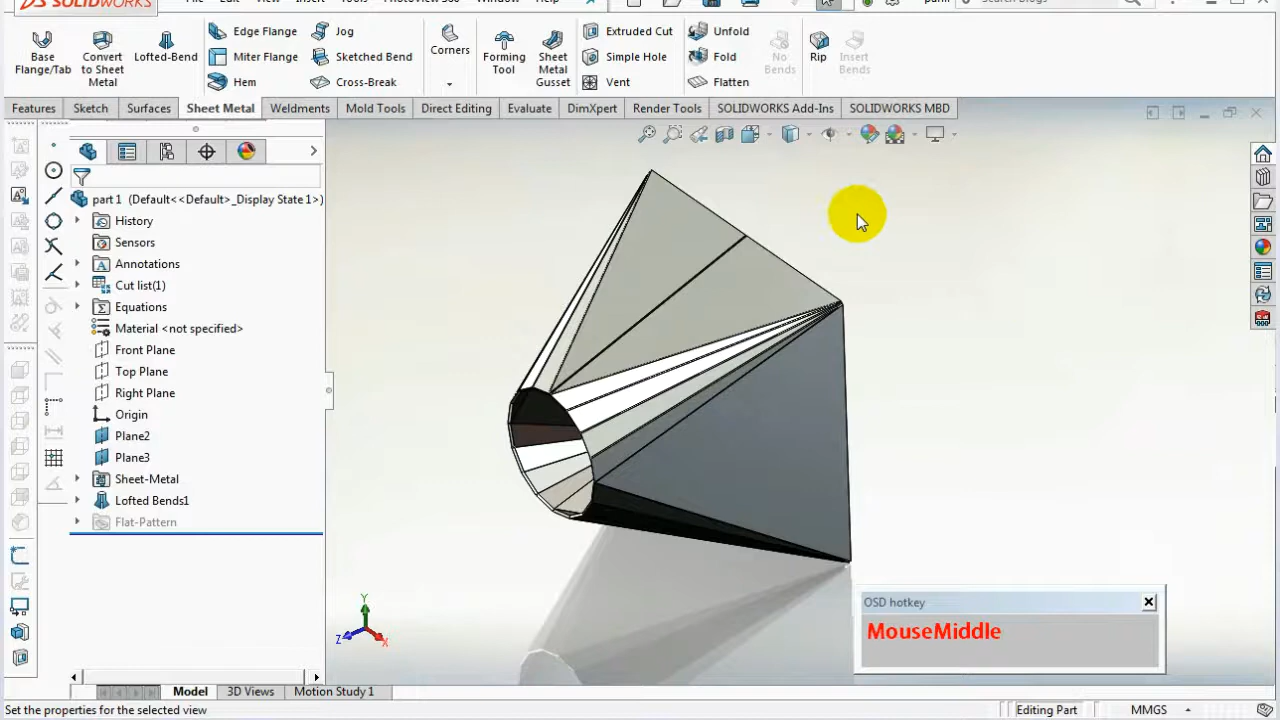 SOLIDWORKS
Base Flange/Tab
Convert to Sheet Metal
Lofted-Bend
Edge Flange
Miter Flange
Hem
Jog
Sketched Bend
Cross-Break
Corners
Forming Tool
Sheet Metal Gusset
Extruded Cut
Simple Hole
Vent
Unfold
Fold
Flatten
No Bends
Rip
Insert Bends
Features Sketch Surfaces Sheet Metal Weldments Mold Tools Direct Editing Evaluate DimXpert Render Tools SOLIDWORKS Add-Ins SOLIDWORKS MBD
part 1 (Default<<Default>_Display State 1>)
History
Sensors
Annotations
Cut list(1)
Equations
Material <not specified>
Front Plane
Top Plane
Right Plane
Origin
Plane2
Plane3
Sheet-Metal
Lofted Bends1
Flat-Pattern
Y
Z
X
OSD hotkey
MouseMiddle
Model 3D Views Motion Study 1
Set the properties for the selected view
Editing Part
MMGS